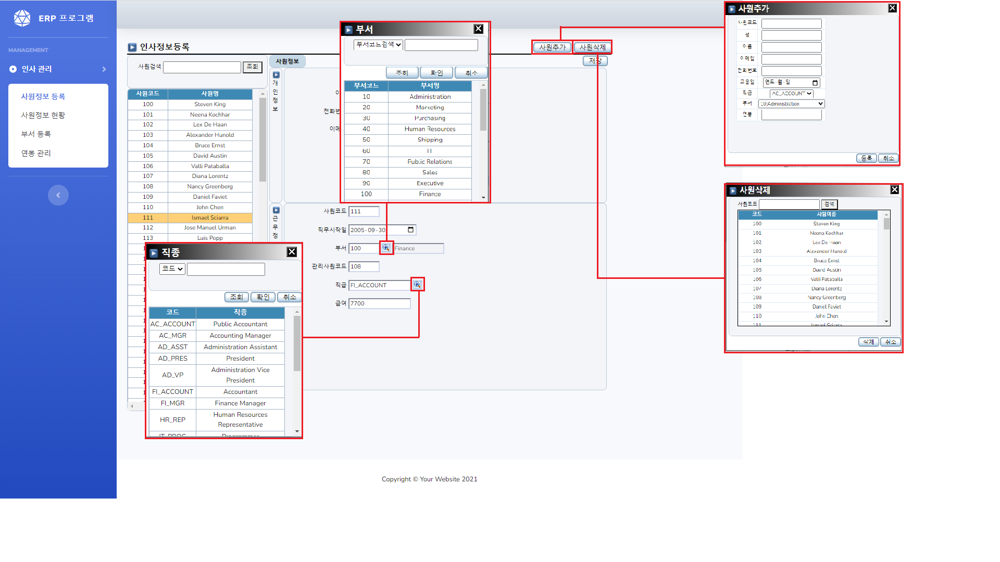 ERP 프로그램
MANAGEMENT
인사 관리
사원정보 등록
사원정보 현황
부서 등록
연봉 관리
인사정보등록
사원추가
사원삭제
사원검색
조회
사원정보
저장
사원코드 사원명
100 Steven King
101 Neena Kochhar
102 Lex De Haan
103 Alexander Hunold
104 Bruce Ernst
105 David Austin
106 Valli Pataballa
107 Diana Lorentz
108 Nancy Greenberg
109 Daniel Faviet
110 John Chen
111 Ismael Sciarra
112 Jose Manuel Urman
113 Luis Popp
개
인
정
보
근
무
정
사원코드 111
직무시작일 2005-09-30
부서 100 Finance
관리사원코드 108
직급 FI_ACCOUNT
급여 7700
부서
부서코드검색
조회 확인 취소
부서코드 부서명
10 Administration
20 Marketing
30 Purchasing
40 Human Resources
50 Shipping
60 IT
70 Public Relations
80 Sales
90 Executive
100 Finance
직종
코드
조회 확인 취소
코드 직종
AC_ACCOUNT Public Accountant
AC_MGR Accounting Manager
AD_ASST Administration Assistant
AD_PRES President
AD_VP Administration Vice President
FI_ACCOUNT Accountant
FI_MGR Finance Manager
HR_REP Human Resources Representative
IT_PROG Programmer
사원추가
사원코드
성
이름
이메일
전화번호
고용일 연도-월-일
직급 AC_ACCOUNT
부서 10:Administration
연봉
등록 취소
사원삭제
사원코드 검색
코드 사원이름
100 Steven King
101 Neena Kochhar
102 Lex De Haan
103 Alexander Hunold
104 Bruce Ernst
105 David Austin
106 Valli Pataballa
107 Diana Lorentz
108 Nancy Greenberg
109 Daniel Faviet
110 John Chen
111 Ismael Sciarra
삭제 취소
Copyright © Your Website 2021